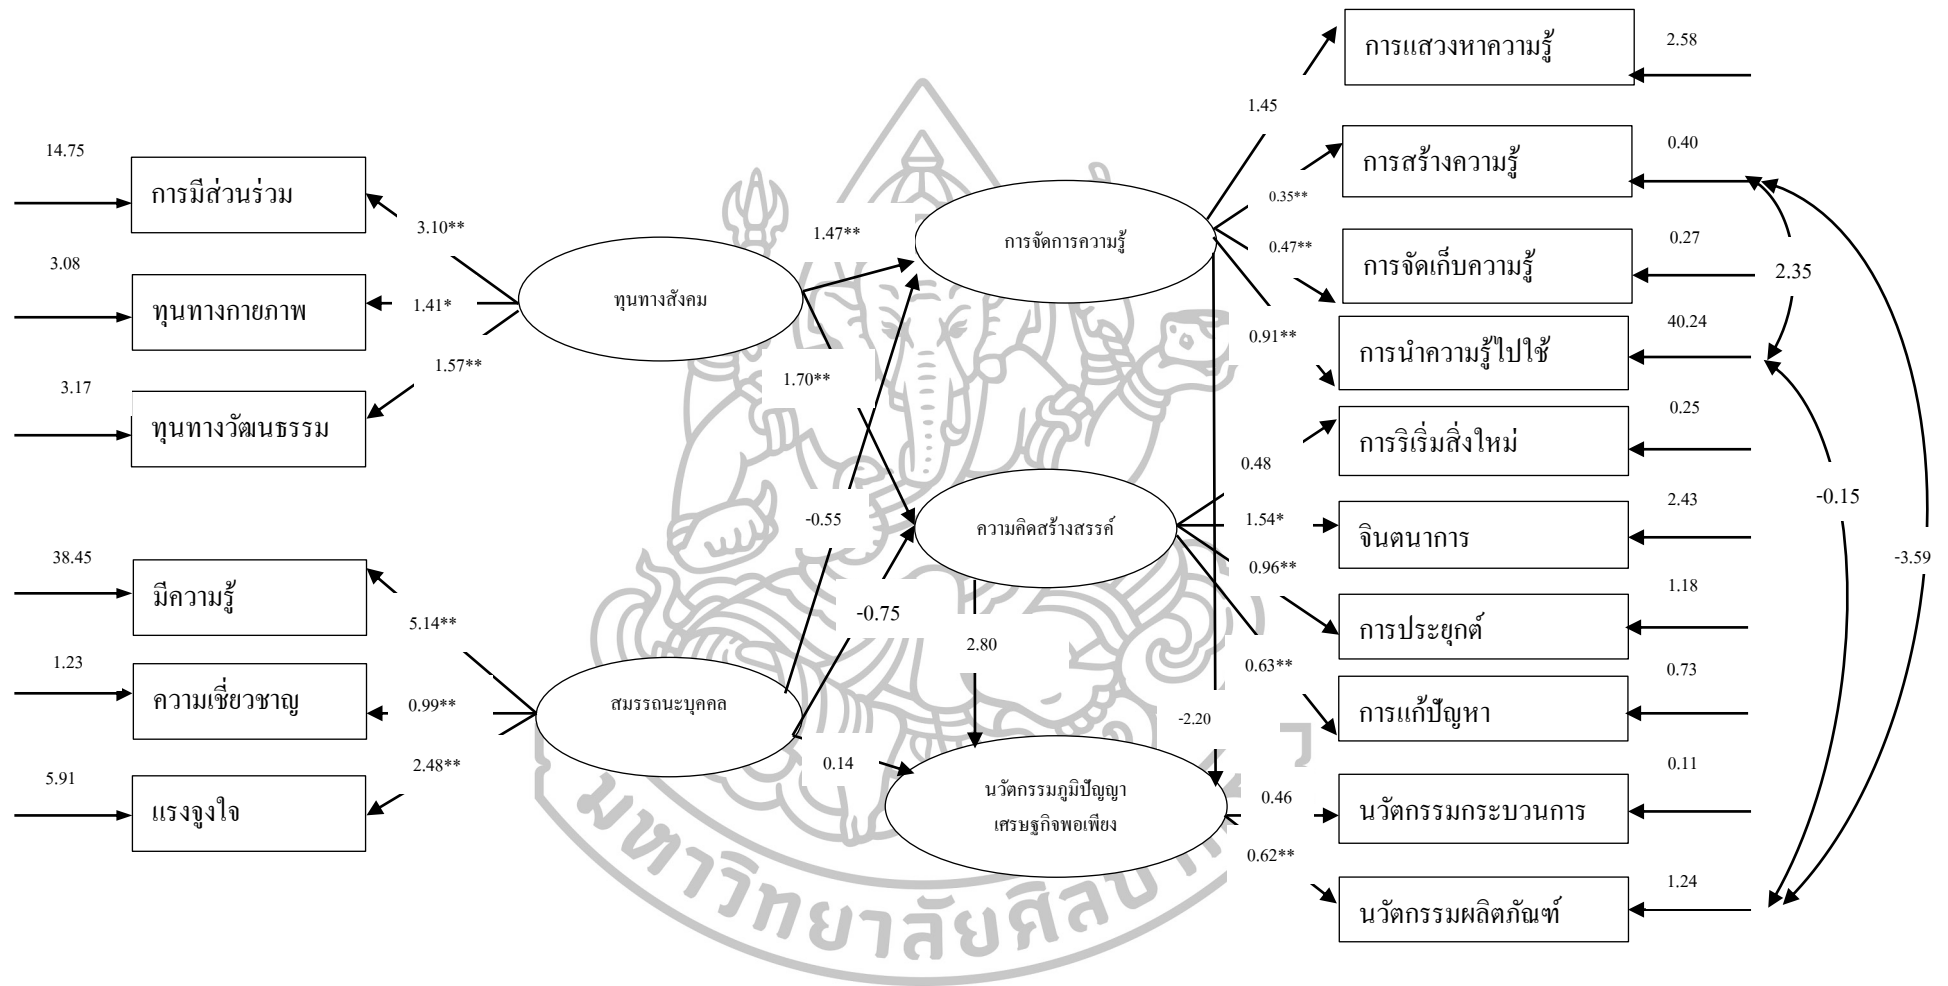 14.75
การมีส่วนร่วม
3.08
ทุนทางกายภาพ
3.17
ทุนทางวัฒนธรรม
38.45
มีความรู้
1.23
ความเชี่ยวชาญ
5.91
แรงจูงใจ
3.10**
1.41*
1.57**
5.14**
0.99**
2.48**
ทุนทางสังคม
สมรรถนะบุคคล
1.47**
1.70**
-0.55
-0.75
2.80
0.14
-2.20
การจัดการความรู้
ความคิดสร้างสรรค์
นวัตกรรมภูมิปัญญา
เศรษฐกิจพอเพียง
1.45
0.35**
0.47**
0.91**
0.48
1.54*
0.96**
0.63**
0.46
0.62**
การแสวงหาความรู้
2.58
การสร้างความรู้
0.40
การจัดเก็บความรู้
0.27
การนำความรู้ไปใช้
40.24
การริเริ่มสิ่งใหม่
0.25
จินตนาการ
2.43
การประยุกต์
1.18
การแก้ปัญหา
0.73
นวัตกรรมกระบวนการ
0.11
นวัตกรรมผลิตภัณฑ์
1.24
2.35
-0.15
-3.59